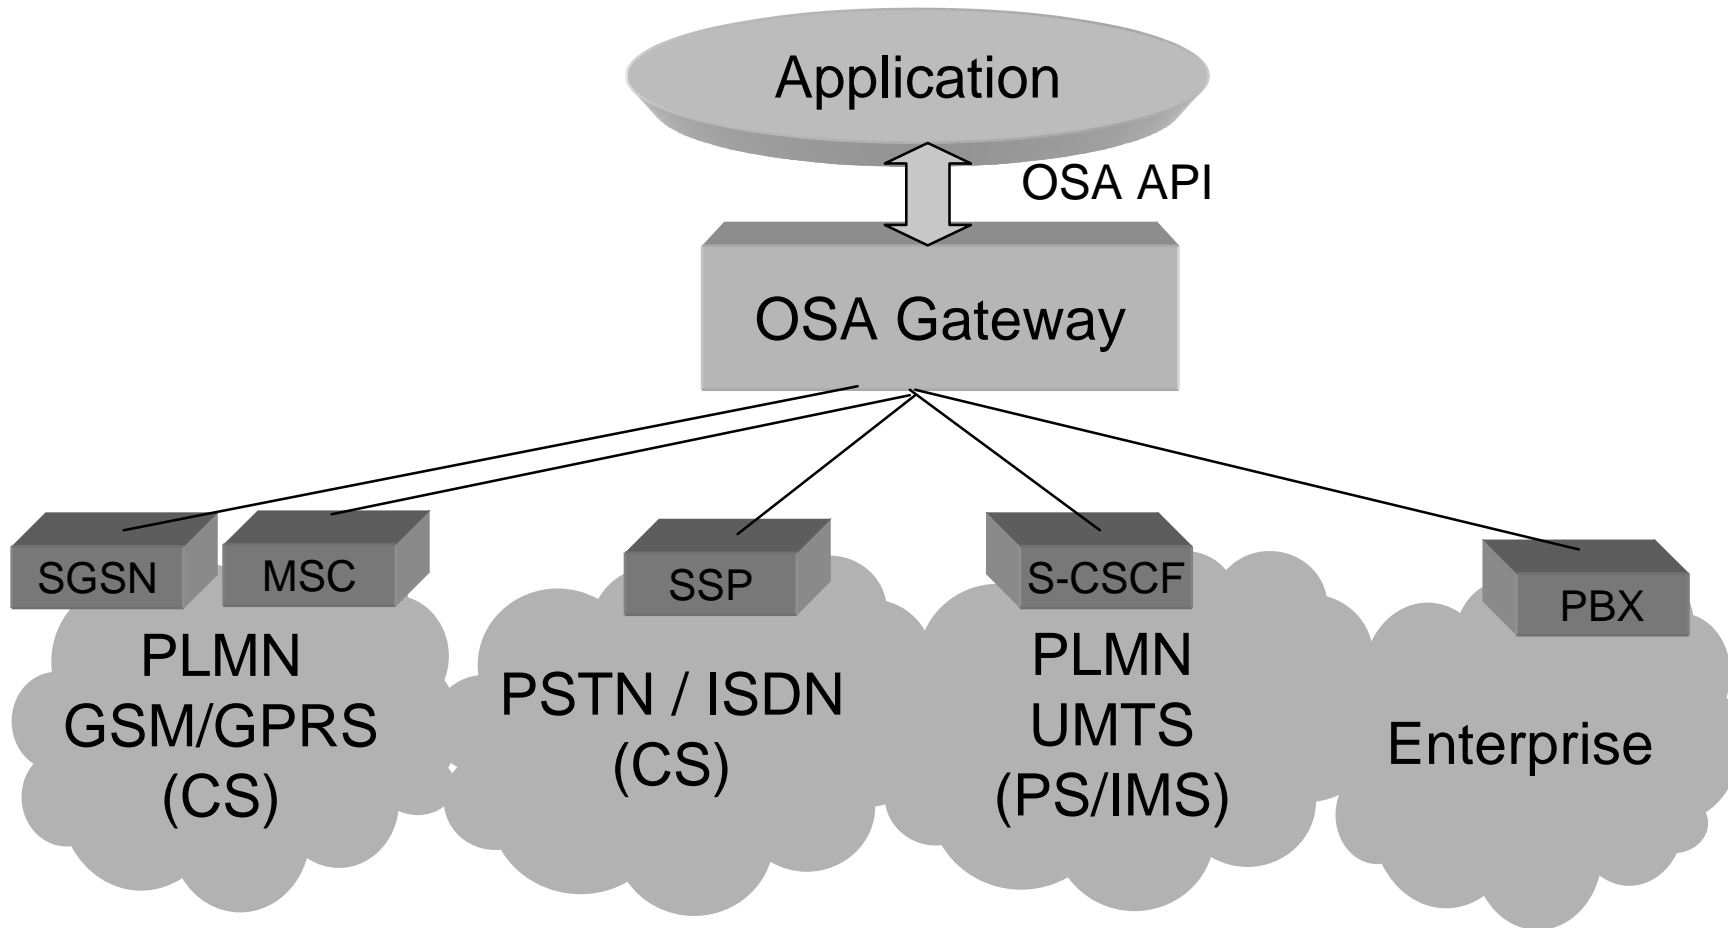 Application
OSA API
OSA Gateway
SGSN
MSC
SSP
S-CSCF
PBX
PLMN
GSM/GPRS
(CS)
PSTN / ISDN
(CS)
PLMN
UMTS
(PS/IMS)
Enterprise